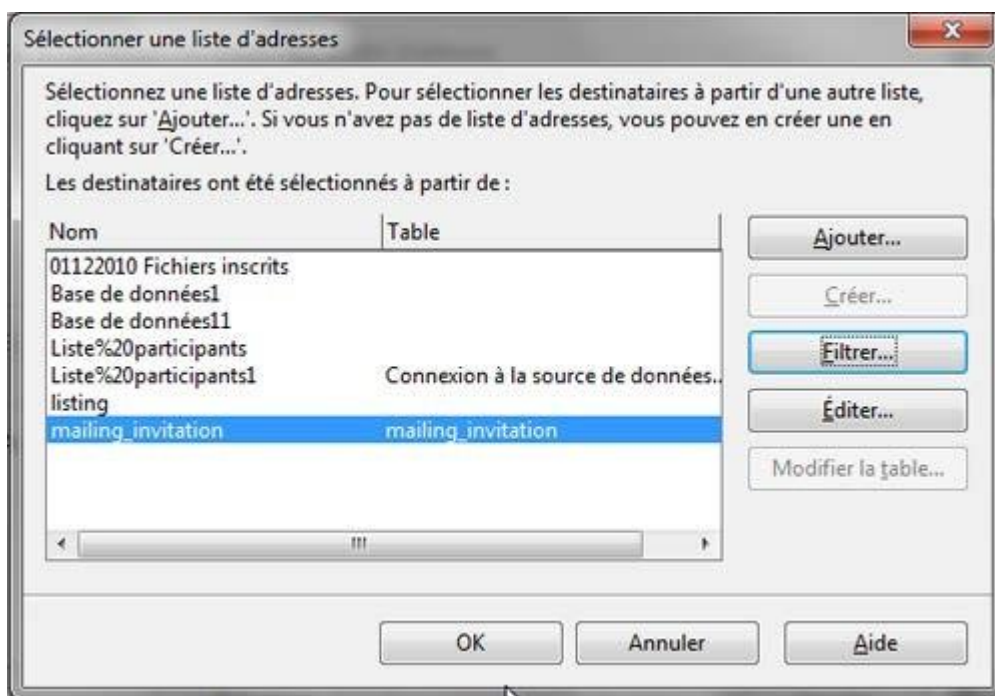 Sélectionner une liste d'adresses
Sélectionnez une liste d'adresses. Pour sélectionner les destinataires à partir d'une autre liste,
cliquez sur 'Ajouter...'. Si vous n'avez pas de liste d'adresses, vous pouvez en créer une en
cliquant sur 'Créer...'.
Les destinataires ont été sélectionnés à partir de :
Nom Table
01122010 Fichiers inscrits
Base de données1
Base de données11
Liste%20participants
Liste%20participants1 Connexion à la source de données..
listing
mailing_invitation mailing_invitation
Ajouter...
Créer...
Filtrer...
Éditer...
Modifier la table...
OK Annuler Aide